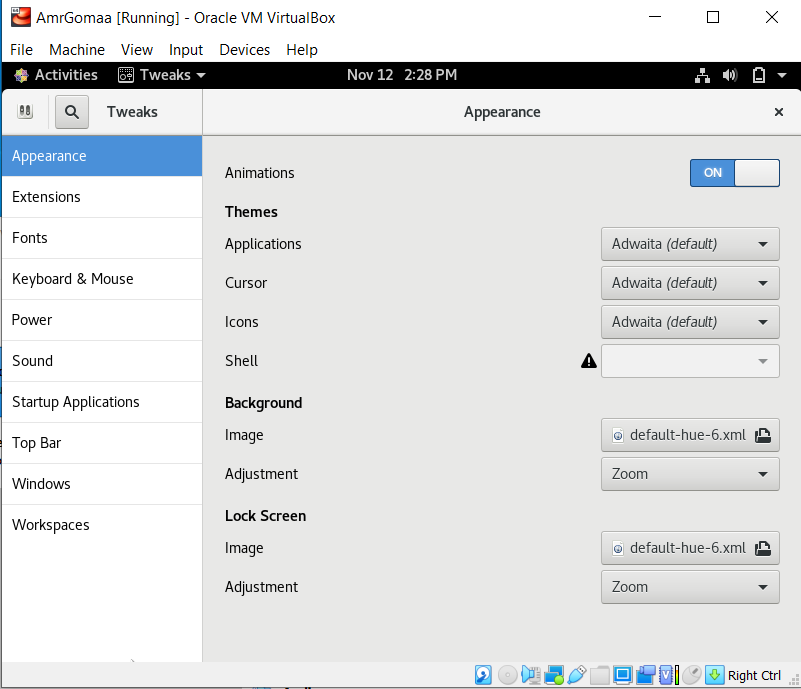 AmrGomaa [Running] - Oracle VM VirtualBox
File Machine View Input Devices Help
Activities Tweaks Nov 12 2:28 PM
Tweaks Appearance
Appearance
Extensions
Fonts
Keyboard & Mouse
Power
Sound
Startup Applications
Top Bar
Windows
Workspaces
Animations ON
Themes
Applications Adwaita (default)
Cursor Adwaita (default)
Icons Adwaita (default)
Shell
Background
Image default-hue-6.xml
Adjustment Zoom
Lock Screen
Image default-hue-6.xml
Adjustment Zoom
Right Ctrl